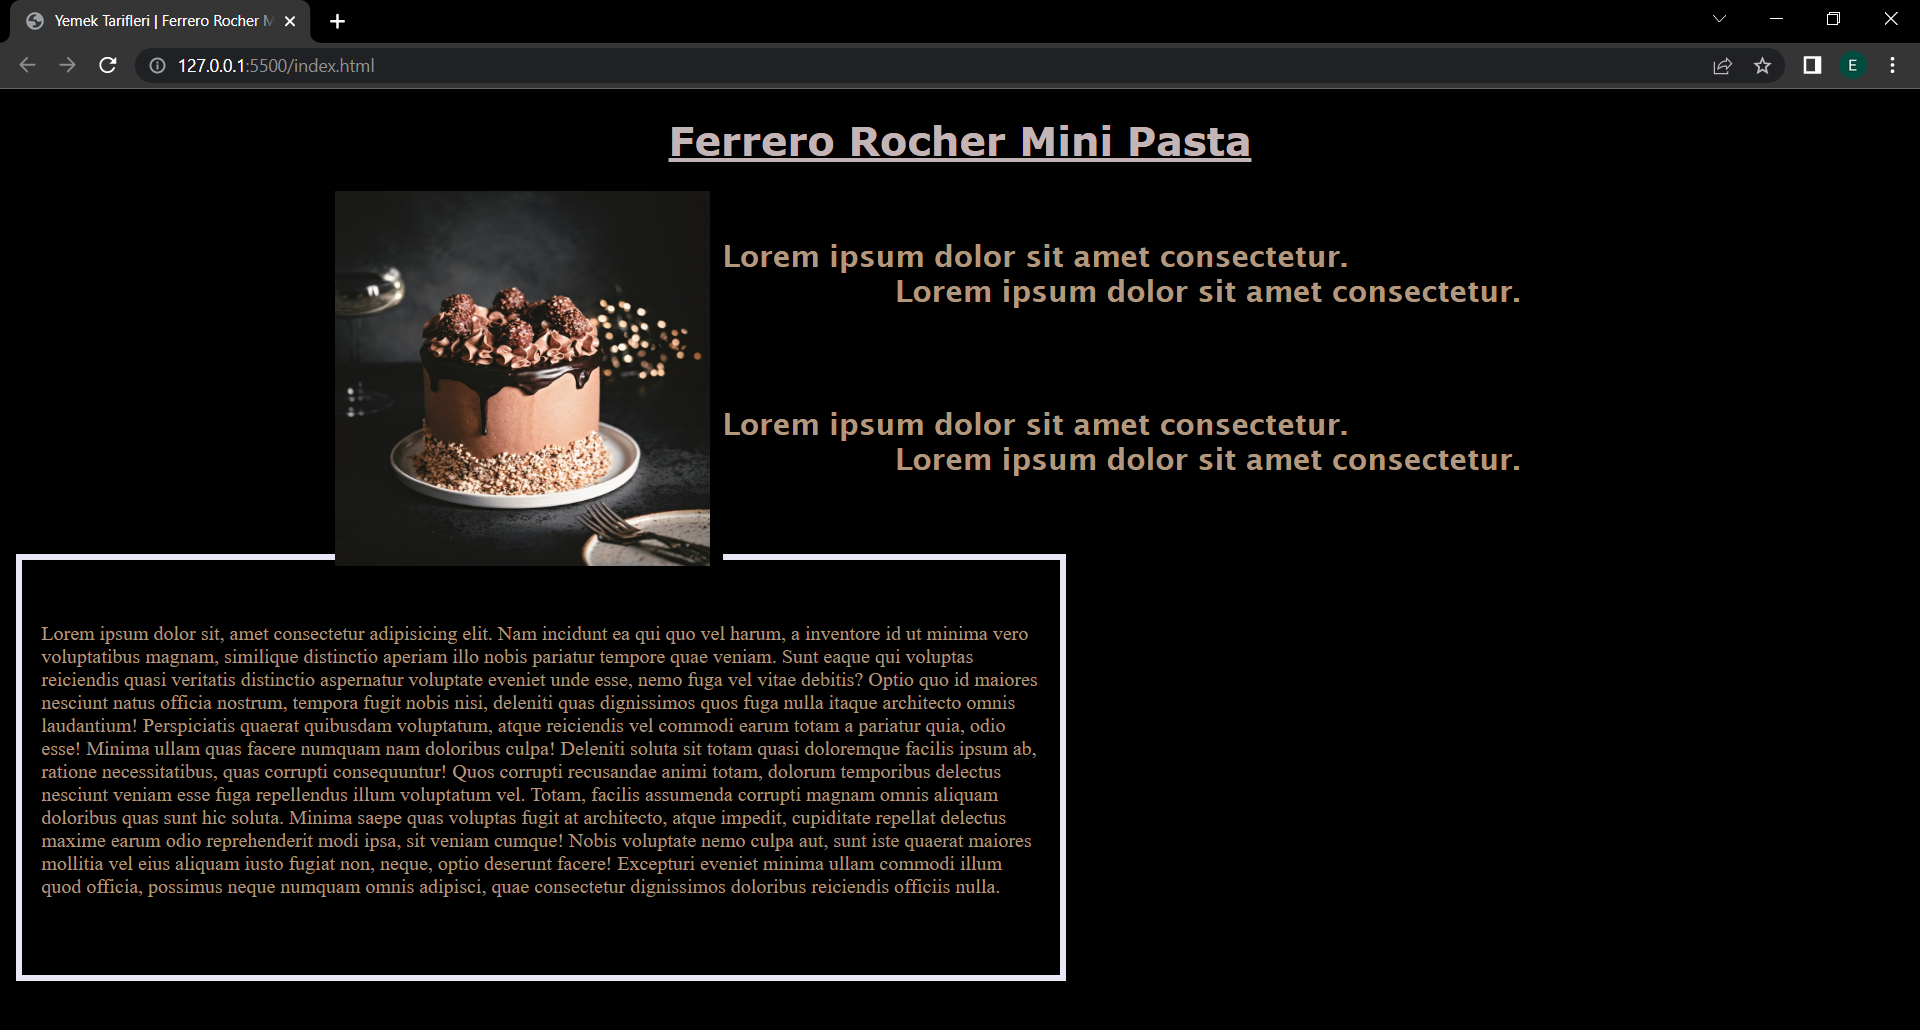 Yemek Tarifleri | Ferrero Rocher M
127.0.0.1:5500/index.html
E
Ferrero Rocher Mini Pasta
Lorem ipsum dolor sit amet consectetur.
Lorem ipsum dolor sit amet consectetur.
Lorem ipsum dolor sit amet consectetur.
Lorem ipsum dolor sit amet consectetur.
Lorem ipsum dolor sit, amet consectetur adipisicing elit. Nam incidunt ea qui quo vel harum, a inventore id ut minima vero
voluptatibus magnam, similique distinctio aperiam illo nobis pariatur tempore quae veniam. Sunt eaque qui voluptas
reiciendis quasi veritatis distinctio aspernatur voluptate eveniet unde esse, nemo fuga vel vitae debitis? Optio quo id maiores
nesciunt natus officia nostrum, tempora fugit nobis nisi, deleniti quas dignissimos quos fuga nulla itaque architecto omnis
laudantium! Perspiciatis quaerat quibusdam voluptatum, atque reiciendis vel commodi earum totam a pariatur quia, odio
esse! Minima ullam quas facere numquam nam doloribus culpa! Deleniti soluta sit totam quasi doloremque facilis ipsum ab,
ratione necessitatibus, quas corrupti consequuntur! Quos corrupti recusandae animi totam, dolorum temporibus delectus
nesciunt veniam esse fuga repellendus illum voluptatum vel. Totam, facilis assumenda corrupti magnam omnis aliquam
doloribus quas sunt hic soluta. Minima saepe quas voluptas fugit at architecto, atque impedit, cupiditate repellat delectus
maxime earum odio reprehenderit modi ipsa, sit veniam cumque! Nobis voluptate nemo culpa aut, sunt iste quaerat maiores
mollitia vel eius aliquam iusto fugiat non, neque, optio deserunt facere! Excepturi eveniet minima ullam commodi illum
quod officia, possimus neque numquam omnis adipisci, quae consectetur dignissimos doloribus reiciendis officiis nulla.